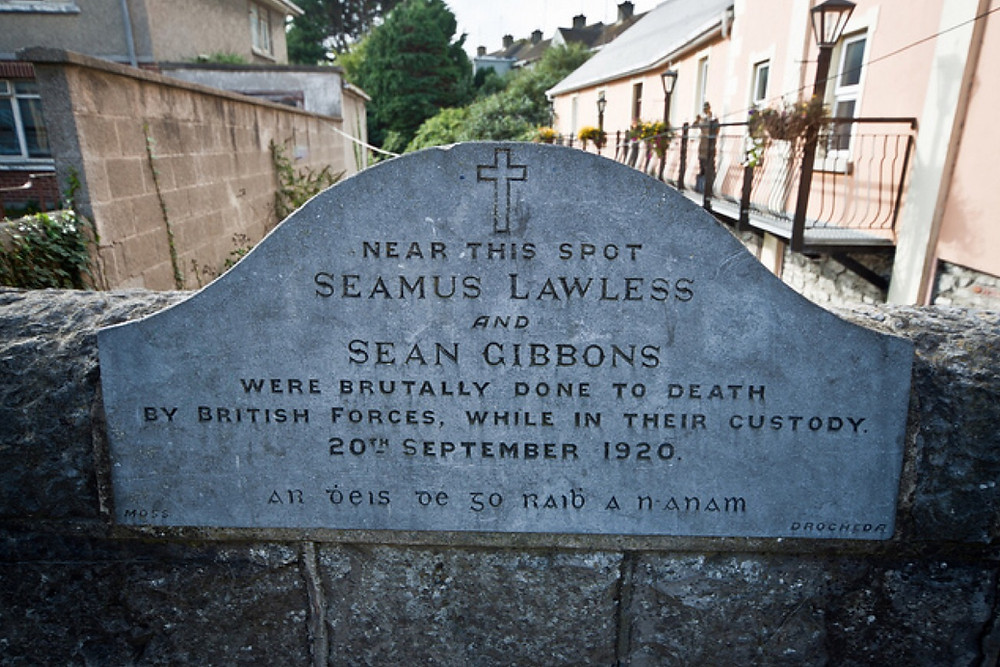 NEAR THIS SPOT
SEAMUS LAWLESS
AND
SEAN GIBBONS
WERE BRUTALLY DONE TO DEATH
BY BRITISH FORCES, WHILE IN THEIR CUSTODY.
20TH SEPTEMBER 1920.
AR ḋeis de go raiḃ a n-anam
MOSS DROGHEDA